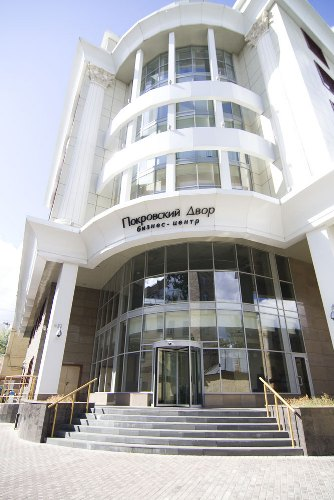 Покровский Двор
бизнес-центр